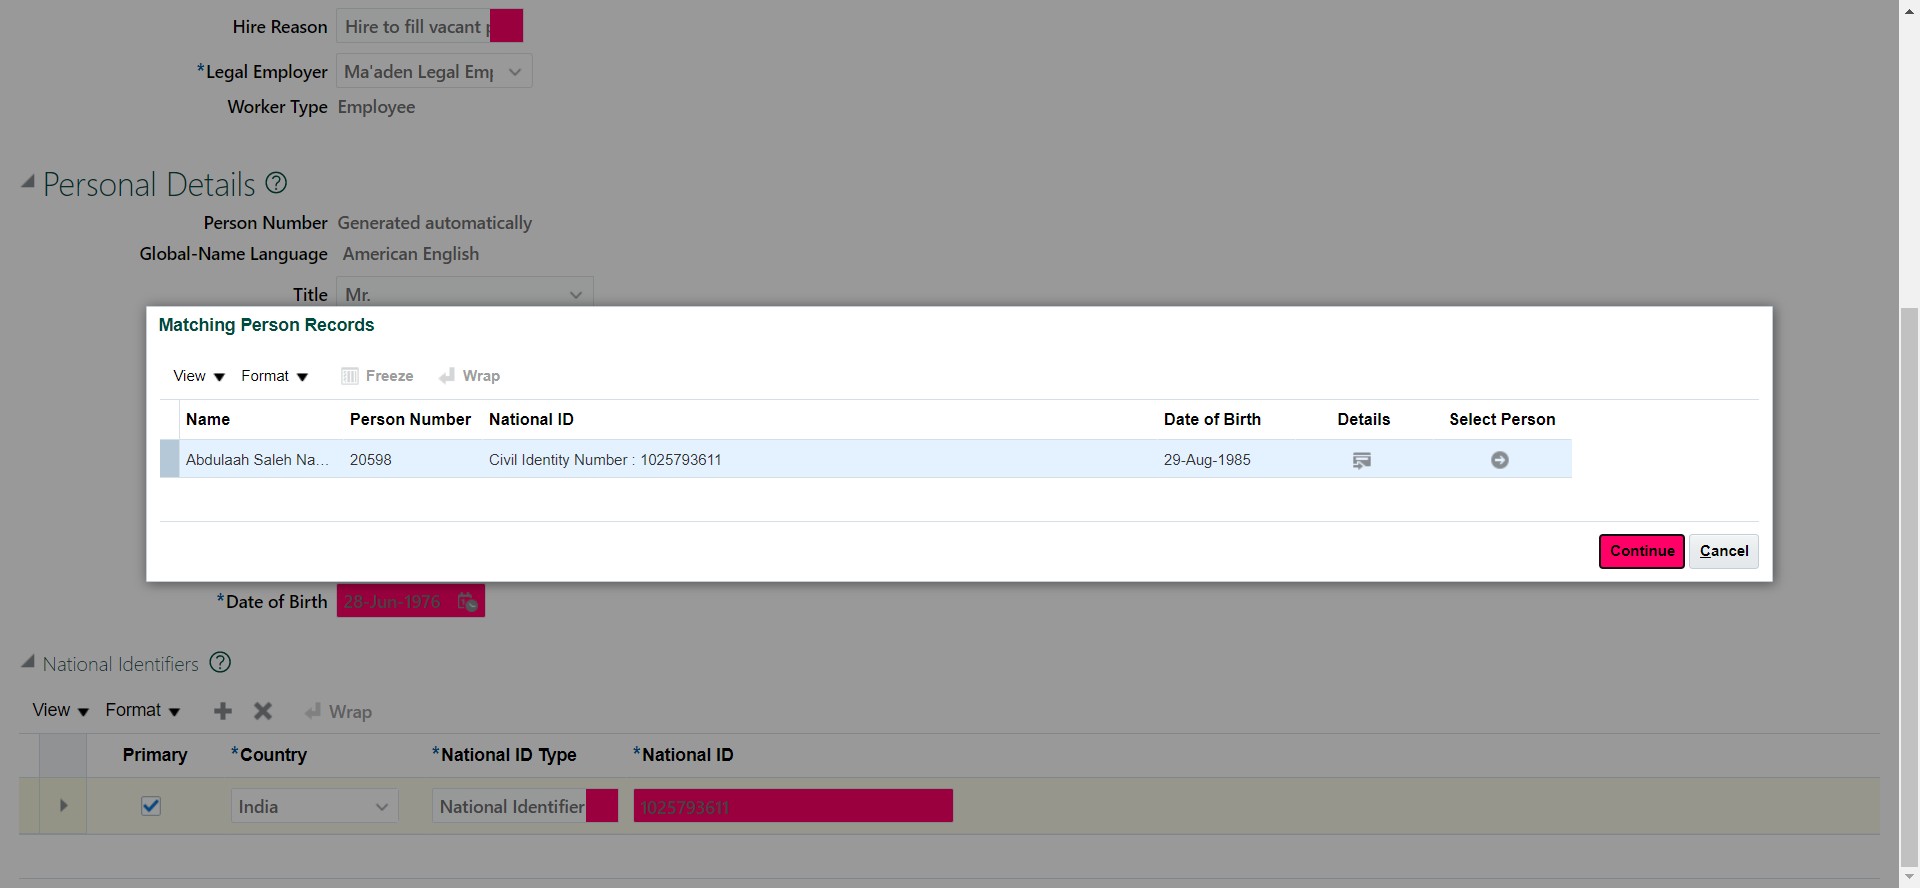 Hire Reason Hire to fill vacant
*Legal Employer Ma'aden Legal Emp
Worker Type Employee
Personal Details ?
Person Number Generated automatically
Global-Name Language American English
Title Mr.
Matching Person Records
View Format Freeze Wrap
Name Person Number National ID Date of Birth Details Select Person
Abdulaah Saleh Na... 20598 Civil Identity Number : 1025793611 29-Aug-1985
Continue Cancel
*Date of Birth 28-Jun-1976
National Identifiers ?
View Format Wrap
Primary *Country *National ID Type *National ID
India National Identifier 1025793611